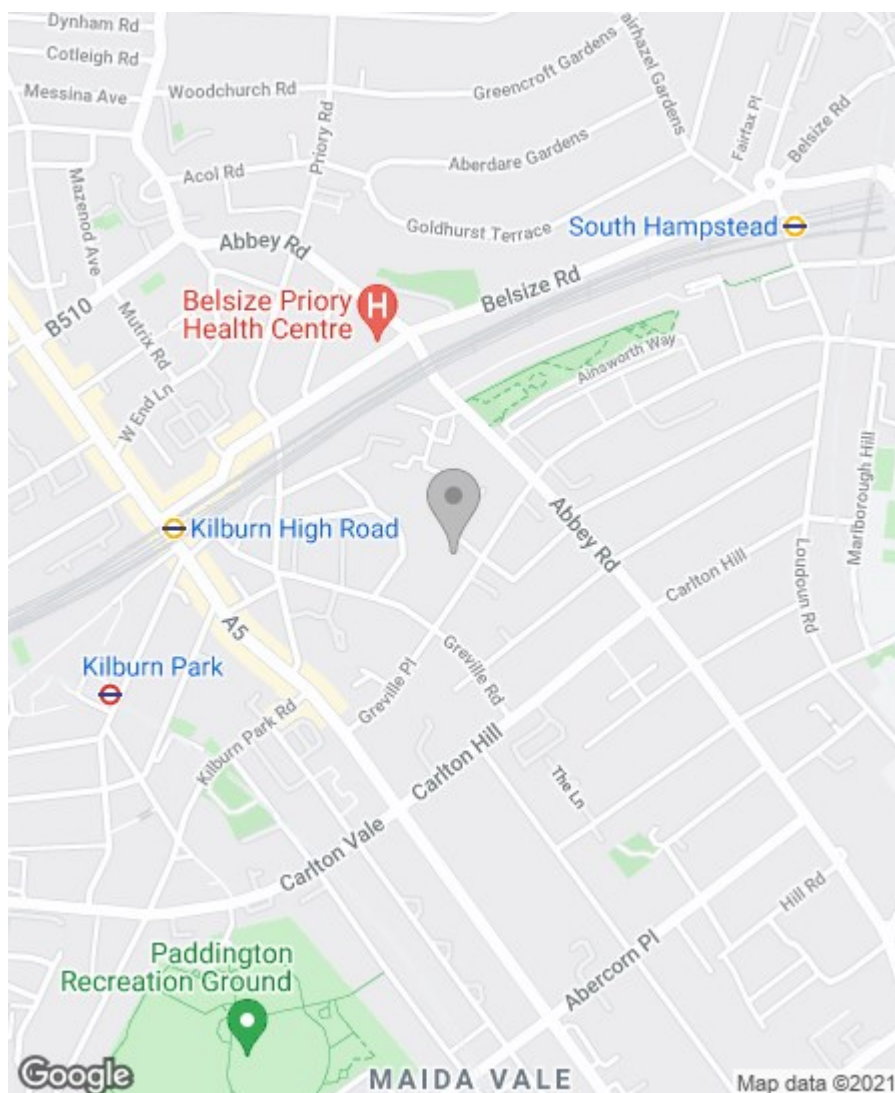 Dynham Rd
Cotleigh Rd
Messina Ave
Woodchurch Rd
Greencroft Gardens
Fairhazel Gardens
Fairfax Pl
Belsize Rd
Priory Rd
Aberdare Gardens
Acol Rd
Mazenod Ave
Goldhurst Terrace
South Hampstead
Abbey Rd
Belsize Rd
Belsize Priory
Health Centre
H
B510
Mutrix Rd
W End Ln
Ainsworth Way
Marlborough Hill
Kilburn High Road
Abbey Rd
Loudoun Rd
Carlton Hill
A5
Kilburn Park
Greville Pl
Greville Rd
Kilburn Park Rd
Carlton Hill
The Ln
Carlton Vale
Hill Rd
Paddington
Recreation Ground
Abercorn Pl
Google
MAIDA VALE
Map data ©2021